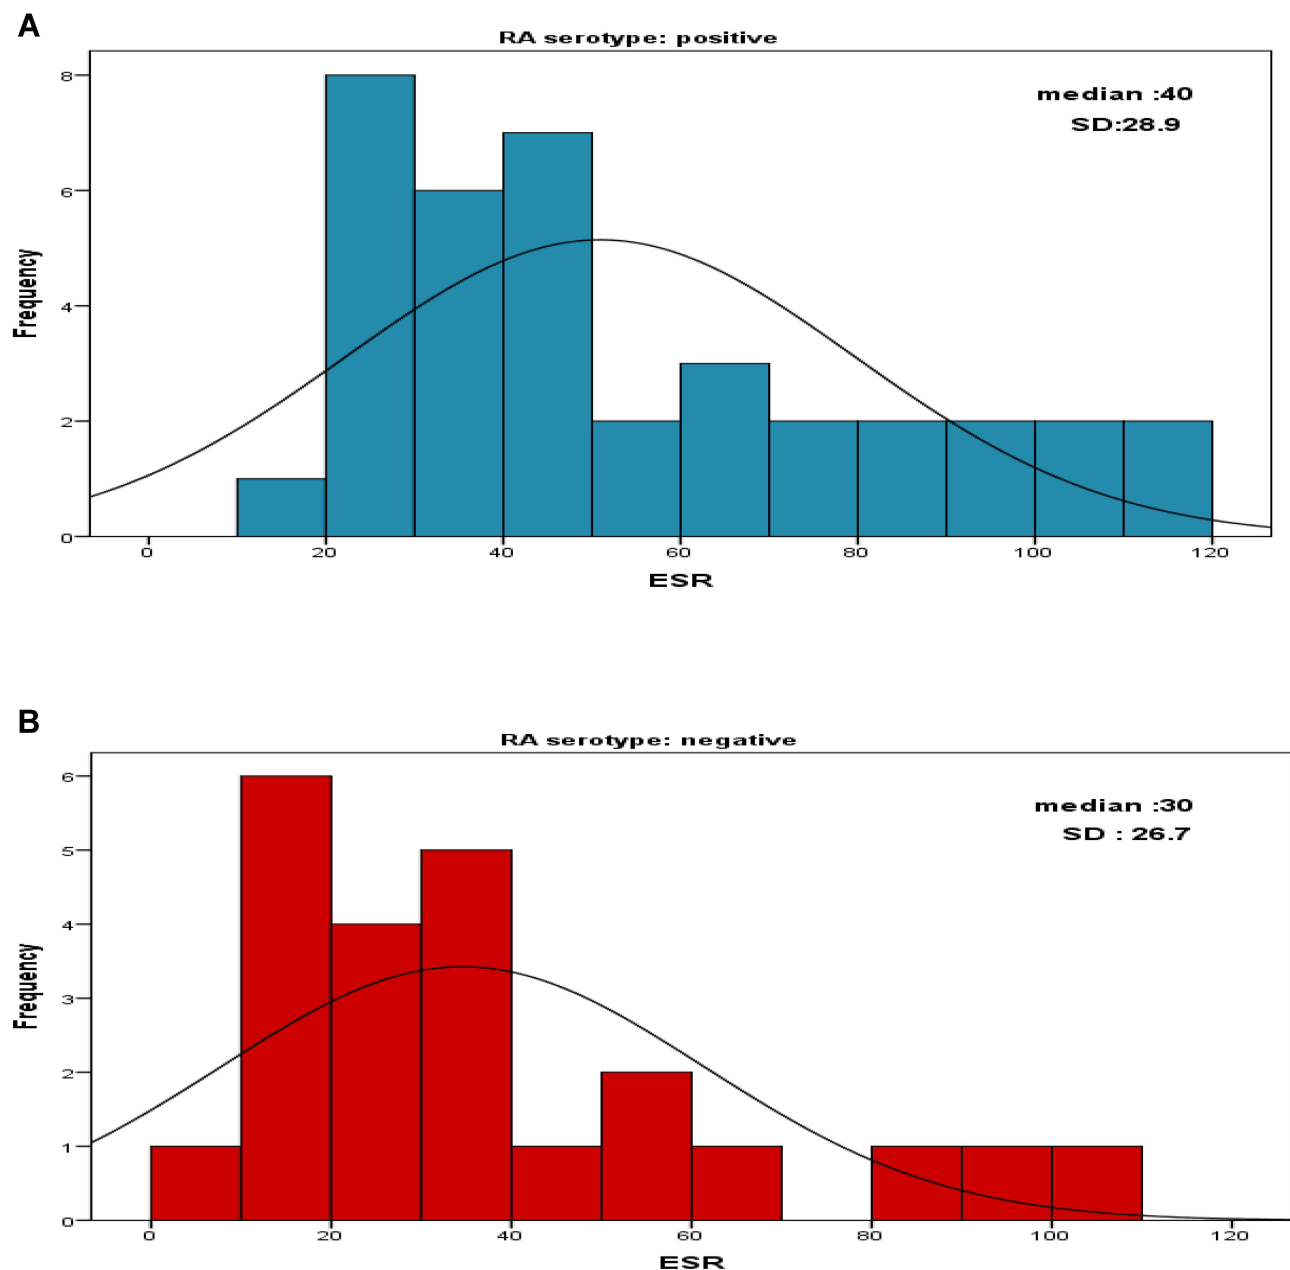 A
RA serotype: positive
median :40
SD:28.9
8
6
4
2
0
Frequency
0 20 40 60 80 100 120
ESR
B
RA serotype: negative
median :30
SD : 26.7
6
5
4
3
2
1
0
Frequency
0 20 40 60 80 100 120
ESR